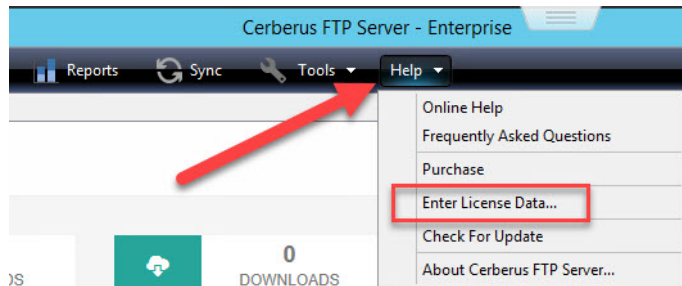 Cerberus FTP Server - Enterprise
Reports Sync Tools Help
Online Help
Frequently Asked Questions
Purchase
Enter License Data...
Check For Update
About Cerberus FTP Server...
0
DOWNLOADS